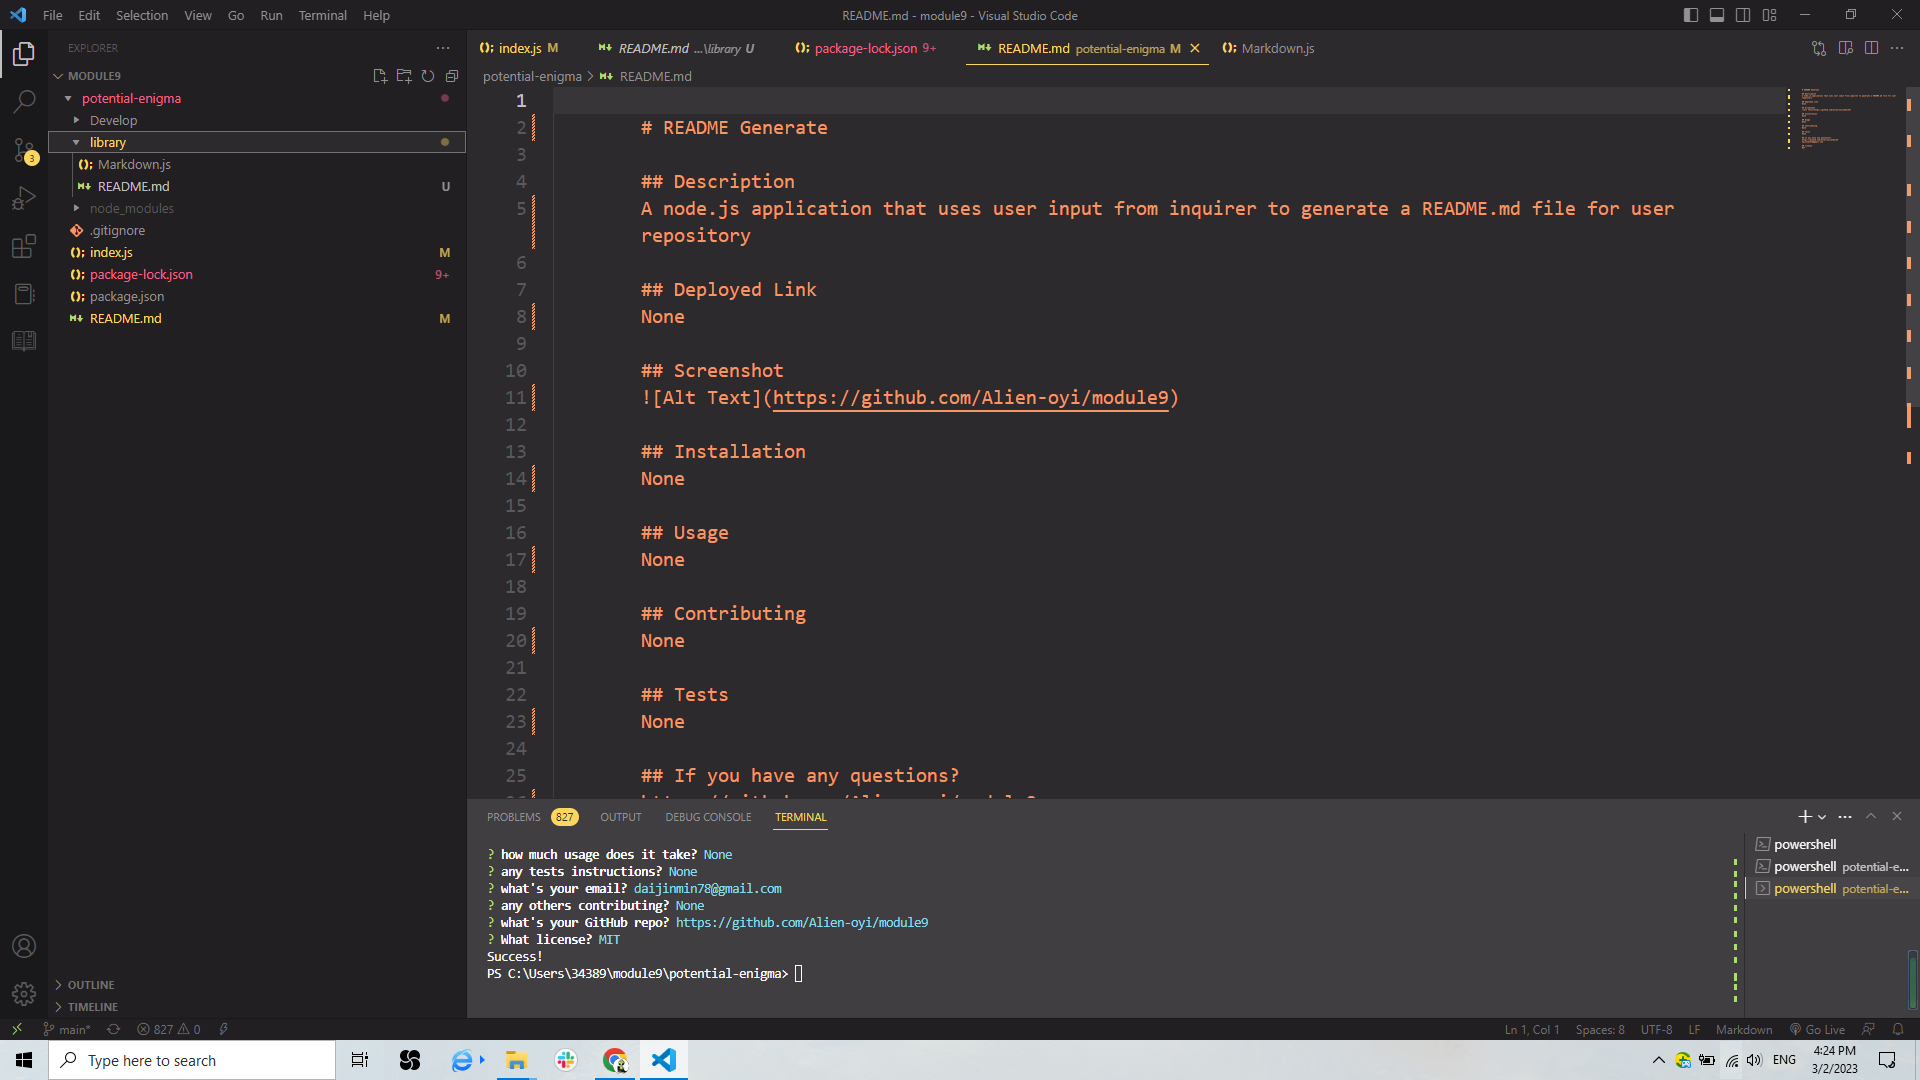 File Edit Selection View Go Run Terminal Help
README.md - module9 - Visual Studio Code
EXPLORER
MODULE9
potential-enigma
Develop
library
Markdown.js
README.md U
node_modules
.gitignore
index.js M
package-lock.json 9+
package.json
README.md M
OUTLINE
TIMELINE
3
index.js M
README.md ...\library U
package-lock.json 9+
README.md potential-enigma M
Markdown.js
potential-enigma > README.md
1
2 # README Generate
3
4 ## Description
5 A node.js application that uses user input from inquirer to generate a README.md file for user
repository
6
7 ## Deployed Link
8 None
9
10 ## Screenshot
11 ![Alt Text](https://github.com/Alien-oyi/module9)
12
13 ## Installation
14 None
15
16 ## Usage
17 None
18
19 ## Contributing
20 None
21
22 ## Tests
23 None
24
25 ## If you have any questions?
PROBLEMS 827 OUTPUT DEBUG CONSOLE TERMINAL
? how much usage does it take? None
? any tests instructions? None
? what's your email? daijinmin78@gmail.com
? any others contributing? None
? what's your GitHub repo? https://github.com/Alien-oyi/module9
? What license? MIT
Success!
PS C:\Users\34389\module9\potential-enigma>
powershell
powershell potential-e...
powershell potential-e...
main* 827 0
Ln 1, Col 1 Spaces: 8 UTF-8 LF Markdown Go Live
Type here to search
ENG
4:24 PM
3/2/2023